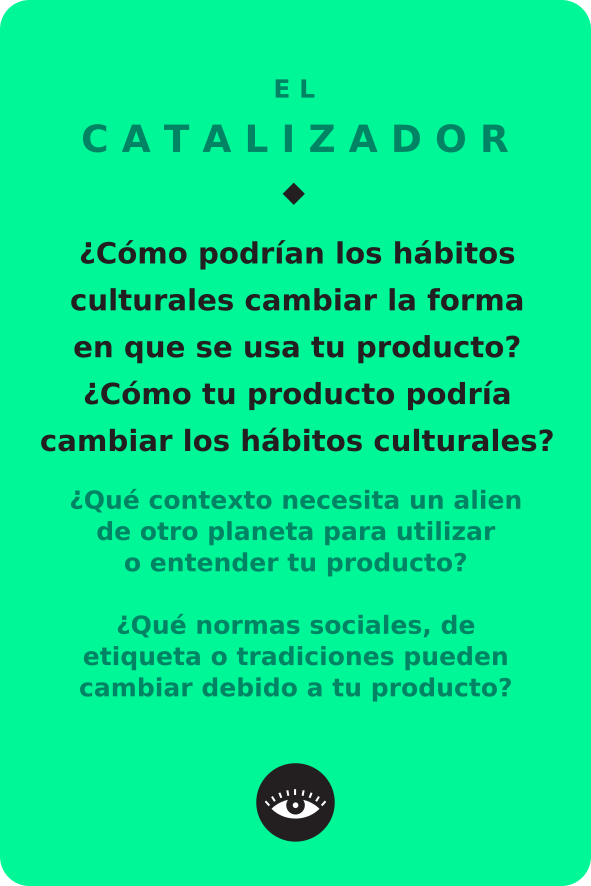 EL
CATALIZADOR
¿Cómo podrían los hábitos
culturales cambiar la forma
en que se usa tu producto?
¿Cómo tu producto podría
cambiar los hábitos culturales?
¿Qué contexto necesita un alien
de otro planeta para utilizar
o entender tu producto?
¿Qué normas sociales, de
etiqueta o tradiciones pueden
cambiar debido a tu producto?